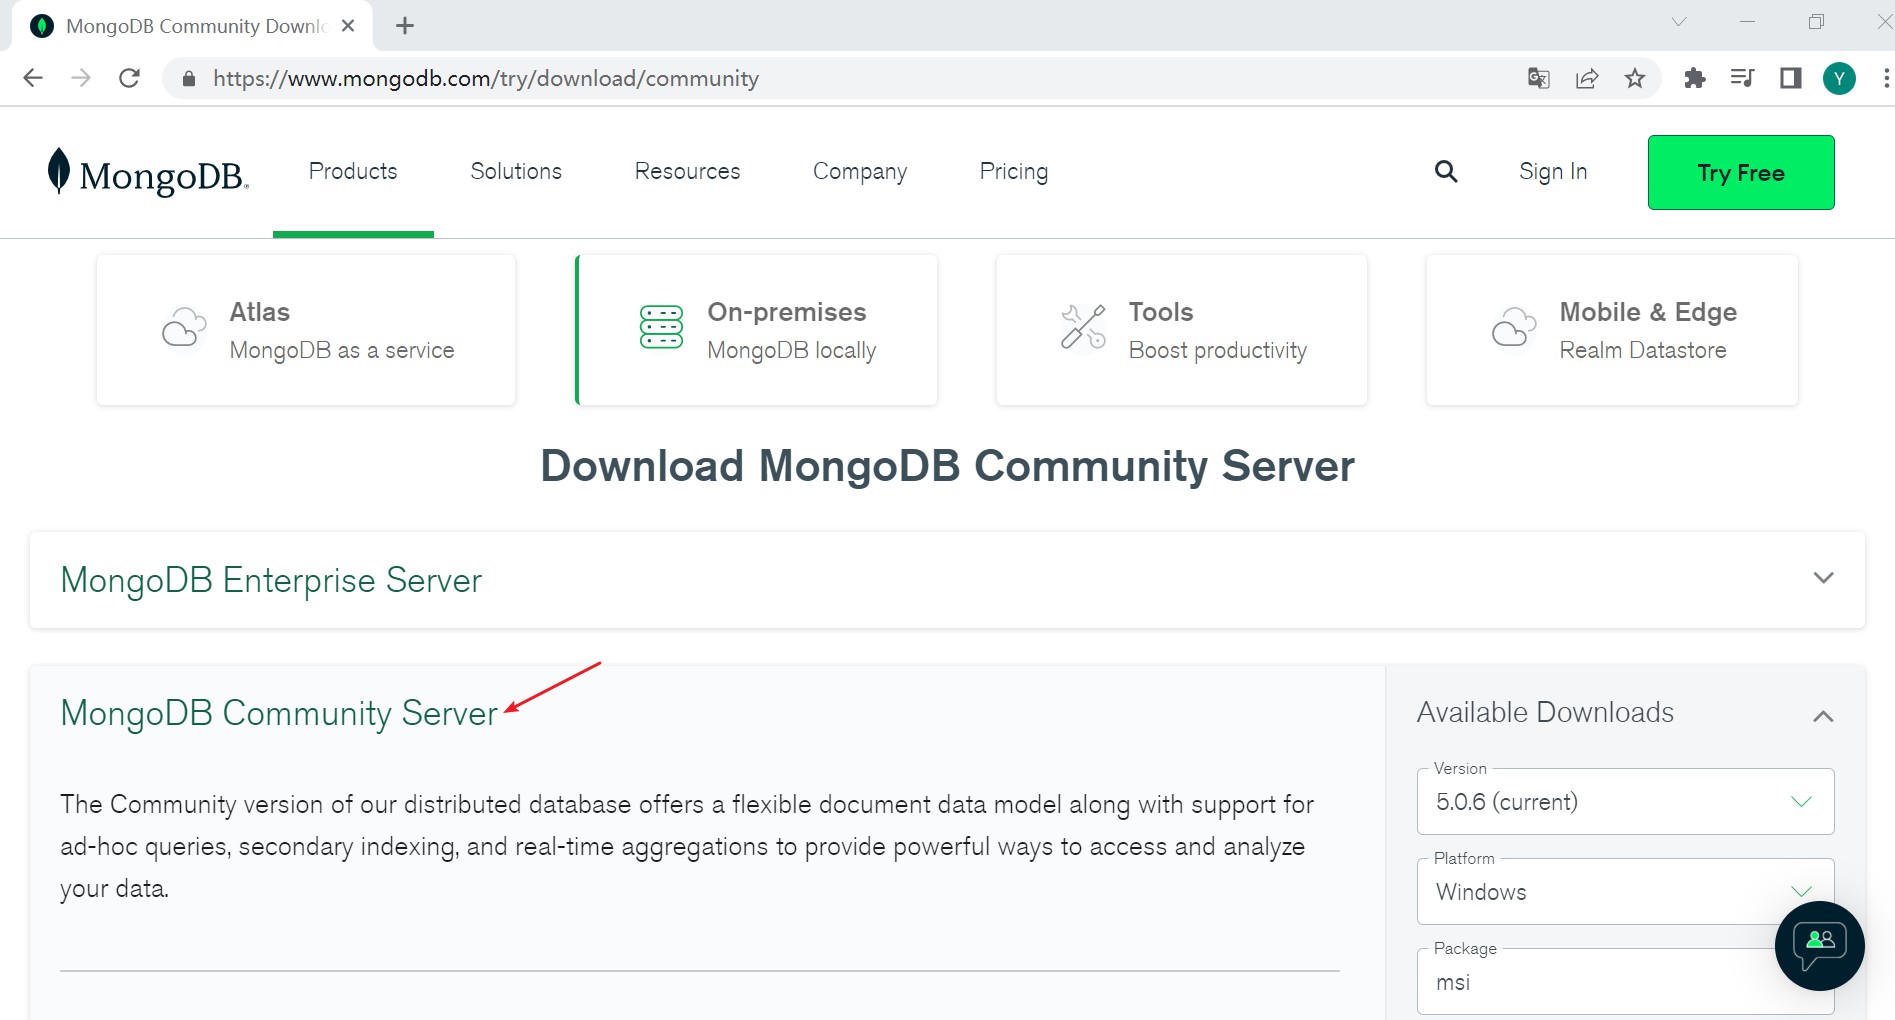 MongoDB Community Downlo
https://www.mongodb.com/try/download/community
Y
MongoDB®
Products
Solutions
Resources
Company
Pricing
Sign In
Try Free
Atlas
MongoDB as a service
On-premises
MongoDB locally
Tools
Boost productivity
Mobile & Edge
Realm Datastore
Download MongoDB Community Server
MongoDB Enterprise Server
MongoDB Community Server
The Community version of our distributed database offers a flexible document data model along with support for
ad-hoc queries, secondary indexing, and real-time aggregations to provide powerful ways to access and analyze
your data.
Available Downloads
Version
5.0.6 (current)
Platform
Windows
Package
msi